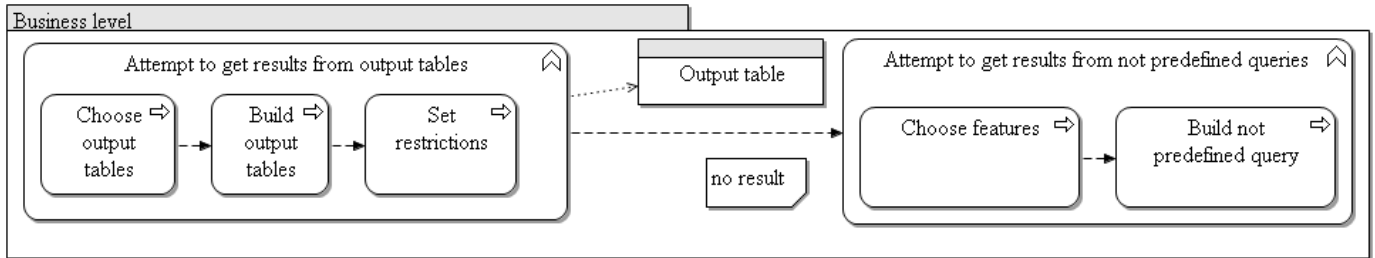 Business level
Attempt to get results from output tables
Choose
output
tables
Build
output
tables
Set
restrictions
Output table
no result
Attempt to get results from not predefined queries
Choose features
Build not
predefined query